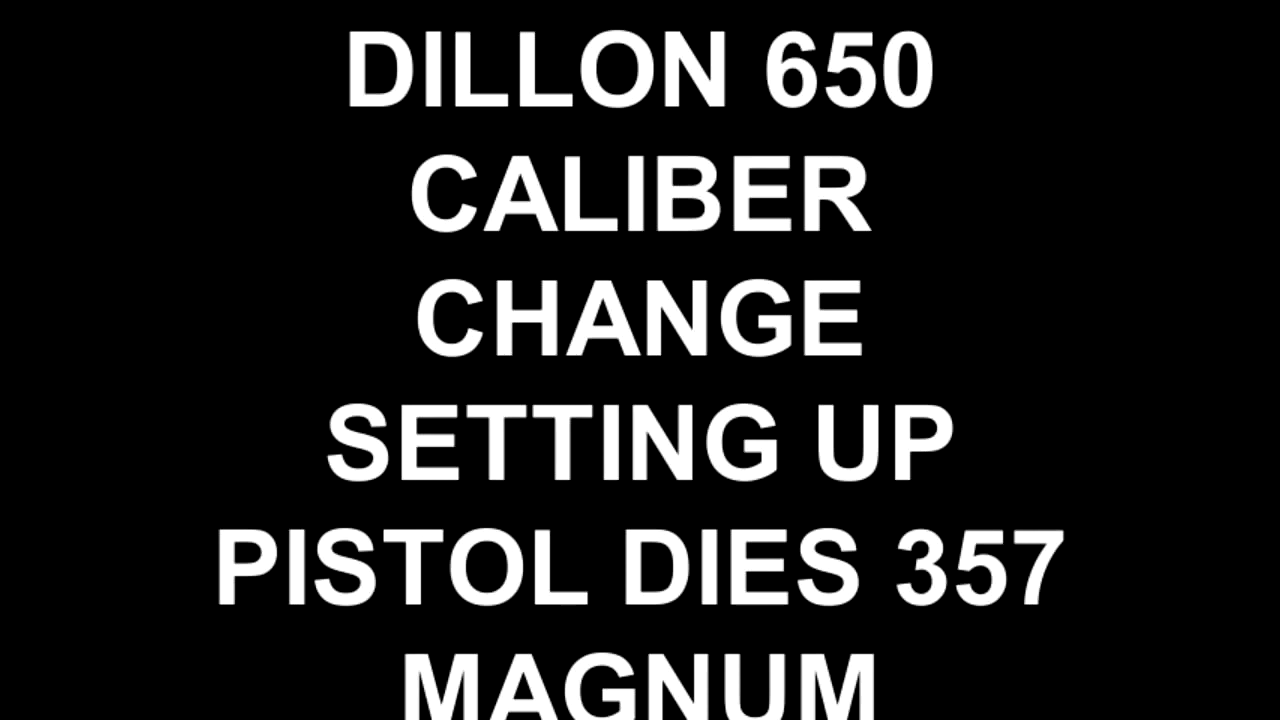 DILLON 650
CALIBER
CHANGE
SETTING UP
PISTOL DIES 357
MAGNUM